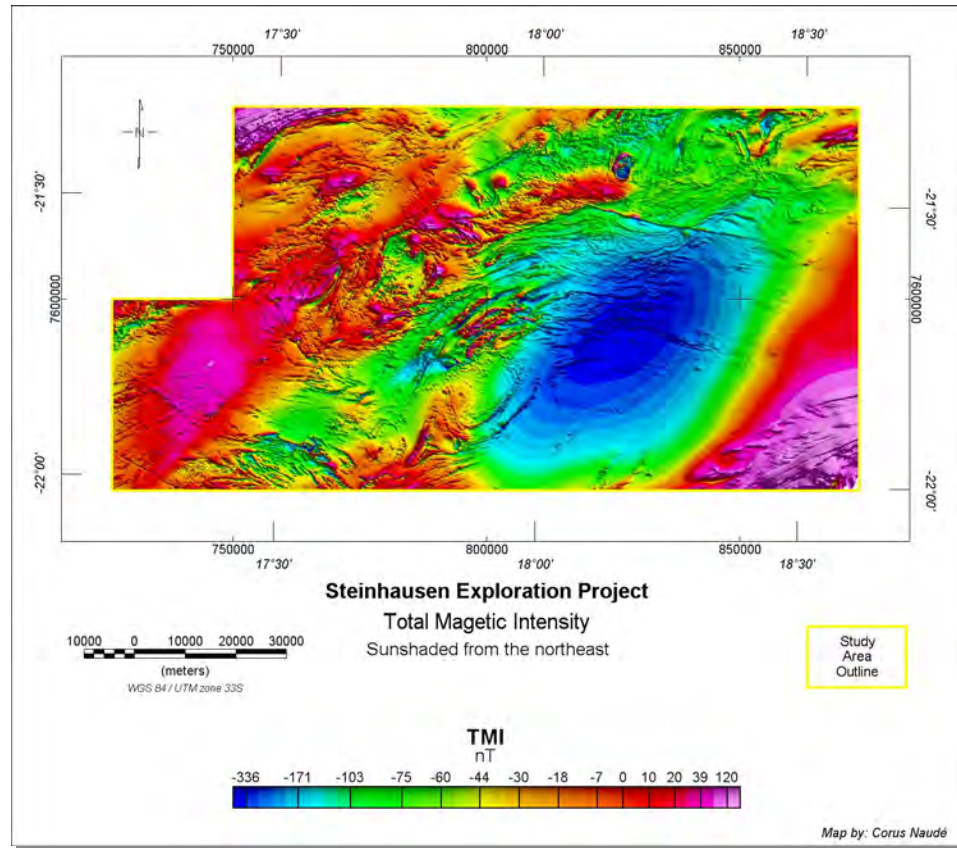 17°30' 18°00' 18°30'
750000 800000 850000
N
-21°30' -21°30'
7600000 7600000
-22°00' -22°00'
750000 800000 850000
17°30' 18°00' 18°30'
Steinhausen Exploration Project
Total Magetic Intensity
Sunshaded from the northeast
10000 0 10000 20000 30000
(meters)
WGS 84 / UTM zone 33S
Study
Area
Outline
TMI
nT
-336 -171 -103 -75 -60 -44 -30 -18 -7 0 10 20 39 120
Map by: Corus Naudé